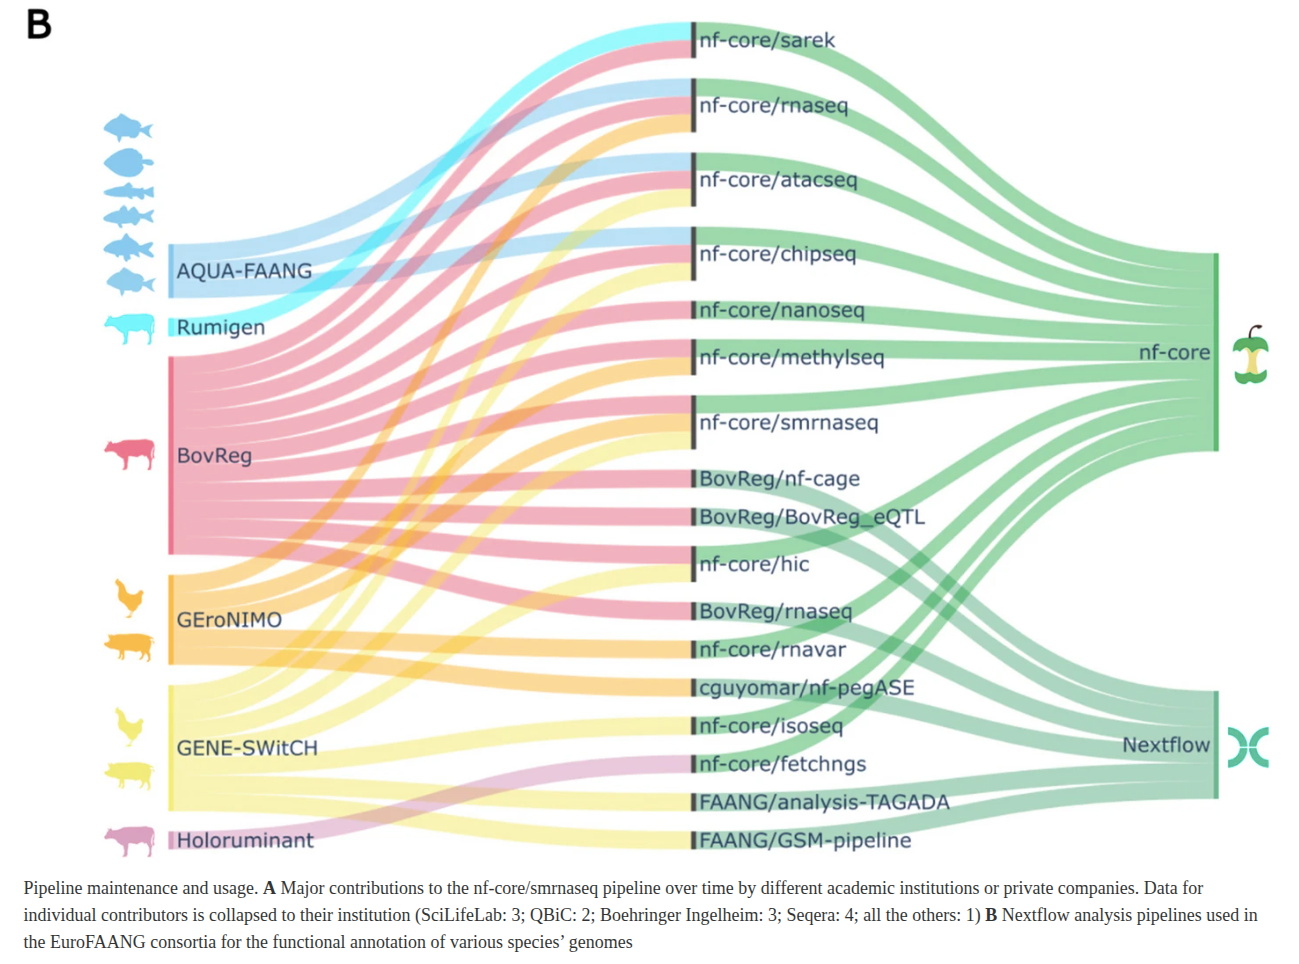 B
AQUA-FAANG
Rumigen
BovReg
GEroNIMO
GENE-SWitCH
Holoruminant
nf-core/sarek
nf-core/rnaseq
nf-core/atacseq
nf-core/chipseq
nf-core/nanoseq
nf-core/methylseq
nf-core/smrnaseq
BovReg/nf-cage
BovReg/BovReg_eQTL
nf-core/hic
BovReg/rnaseq
nf-core/rnavar
cguyomar/nf-pegASE
nf-core/isoseq
nf-core/fetchngs
FAANG/analysis-TAGADA
FAANG/GSM-pipeline
nf-core
Nextflow
Pipeline maintenance and usage. A Major contributions to the nf-core/smrnaseq pipeline over time by different academic institutions or private companies. Data for
individual contributors is collapsed to their institution (SciLifeLab: 3; QBiC: 2; Boehringer Ingelheim: 3; Seqera: 4; all the others: 1) B Nextflow analysis pipelines used in
the EuroFAANG consortia for the functional annotation of various species’ genomes